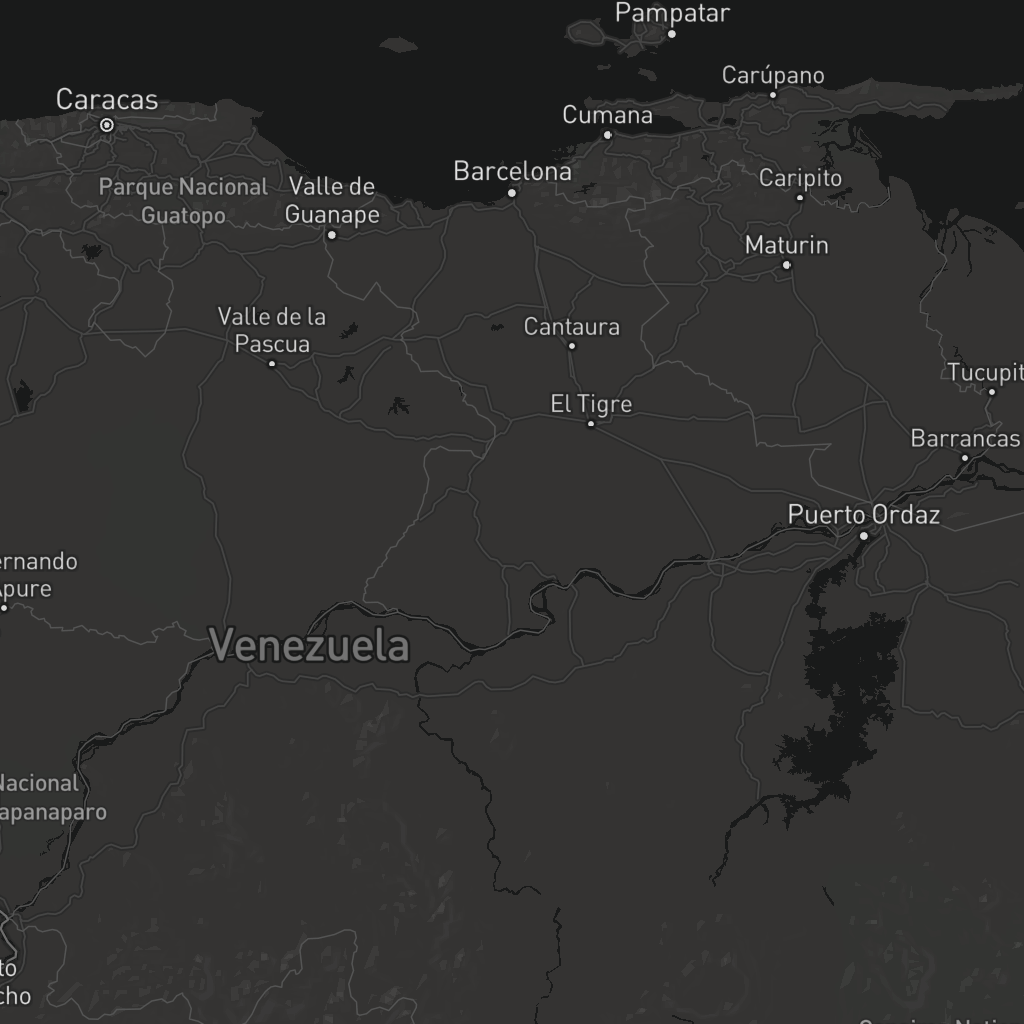 Pampatar
Carúpano
Caracas
Cumana
Barcelona
Parque Nacional
Guatopo
Valle de
Guanape
Caripito
Maturin
Valle de la
Pascua
Cantaura
Tucupit
El Tigre
Barrancas
Puerto Ordaz
ernando
Apure
Venezuela
Nacional
apanaparo
to
cho